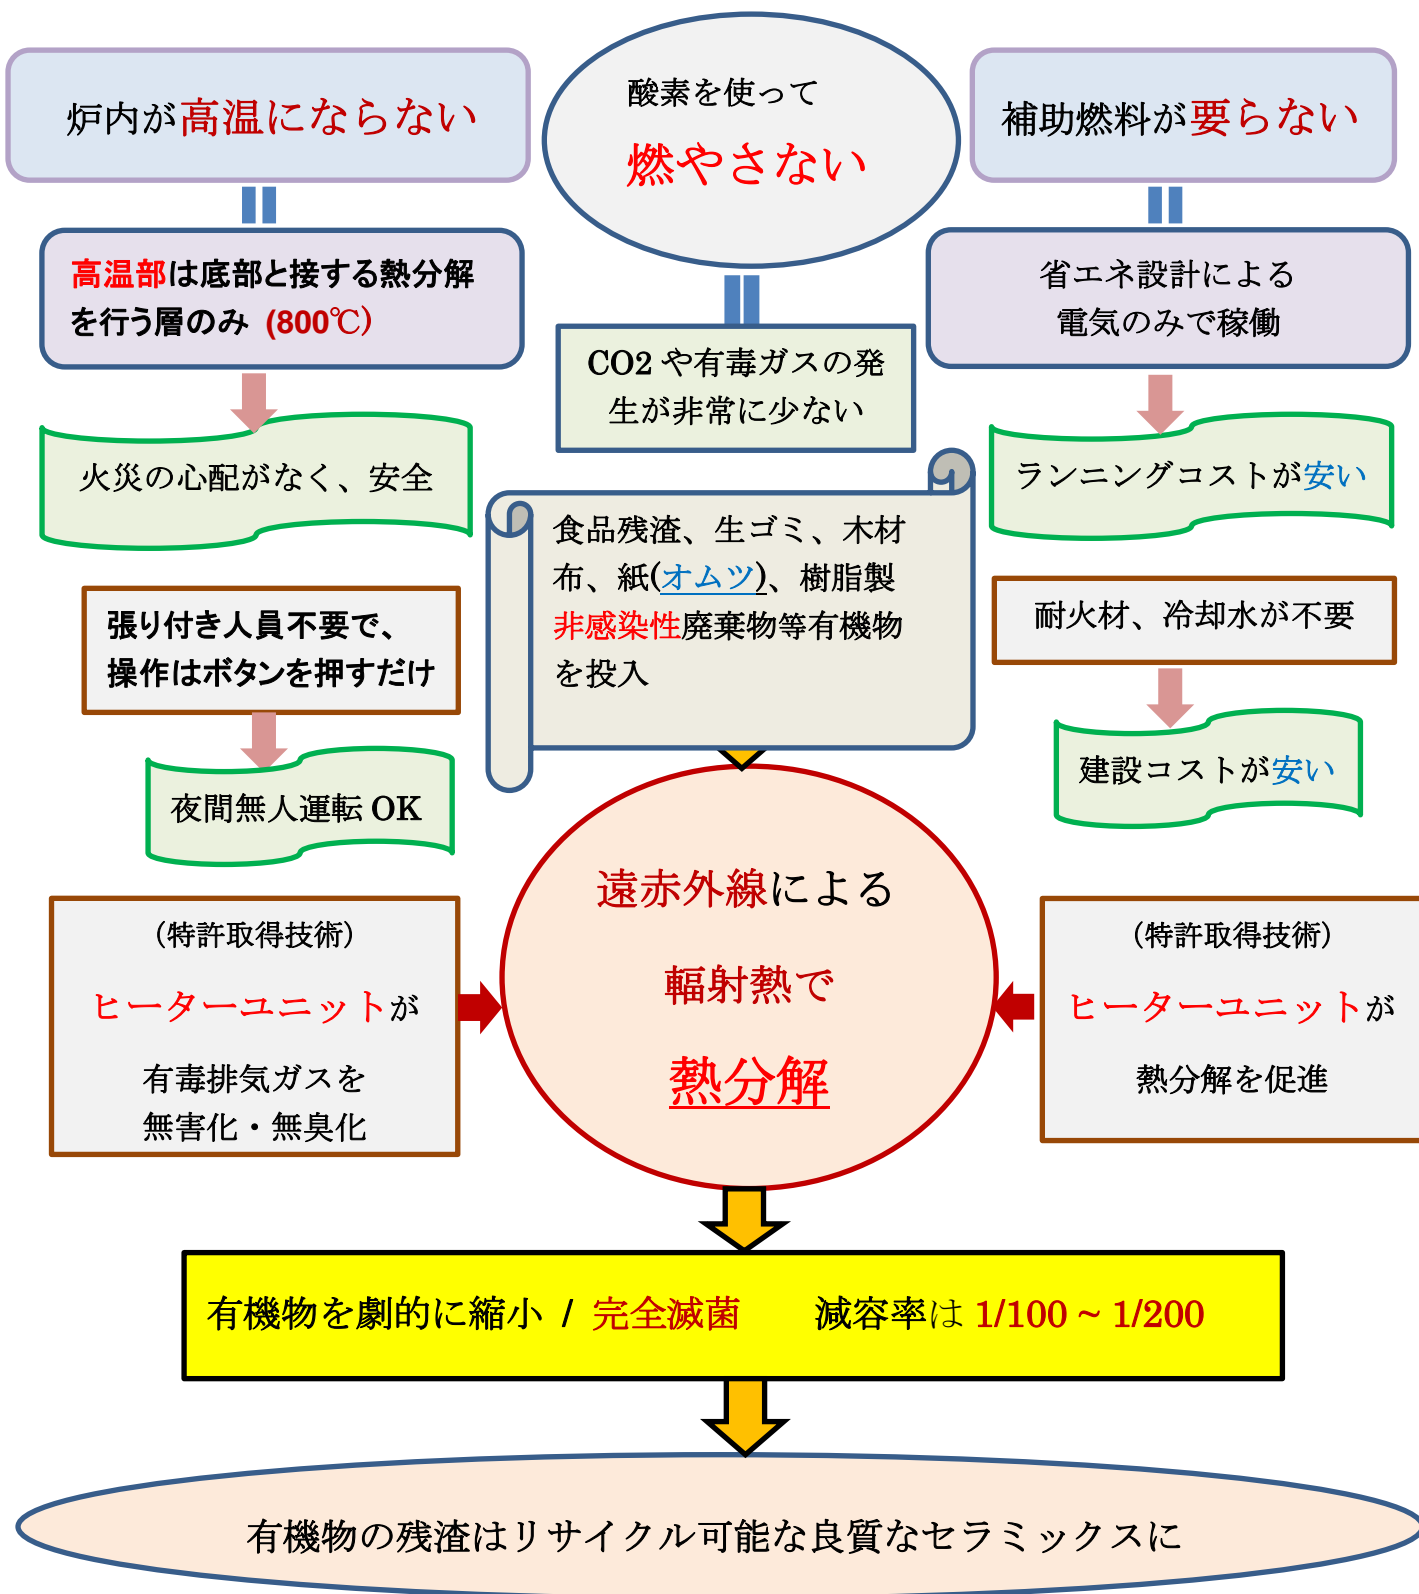 炉内が高温にならない
酸素を使って
燃やさない
補助燃料が要らない
高温部は底部と接する熱分解
を行う層のみ (800℃)
CO2 や有毒ガスの発
生が非常に少ない
省エネ設計による
電気のみで稼働
火災の心配がなく、安全
ランニングコストが安い
食品残渣、生ゴミ、木材
布、紙(オムツ)、樹脂製
非感染性廃棄物等有機物
を投入
張り付き人員不要で、
操作はボタンを押すだけ
耐火材、冷却水が不要
夜間無人運転 OK
建設コストが安い
遠赤外線による
輻射熱で
熱分解
（特許取得技術）
ヒーターユニットが
有毒排気ガスを
無害化・無臭化
（特許取得技術）
ヒーターユニットが
熱分解を促進
有機物を劇的に縮小 / 完全滅菌　減容率は 1/100 ~ 1/200
有機物の残渣はリサイクル可能な良質なセラミックスに